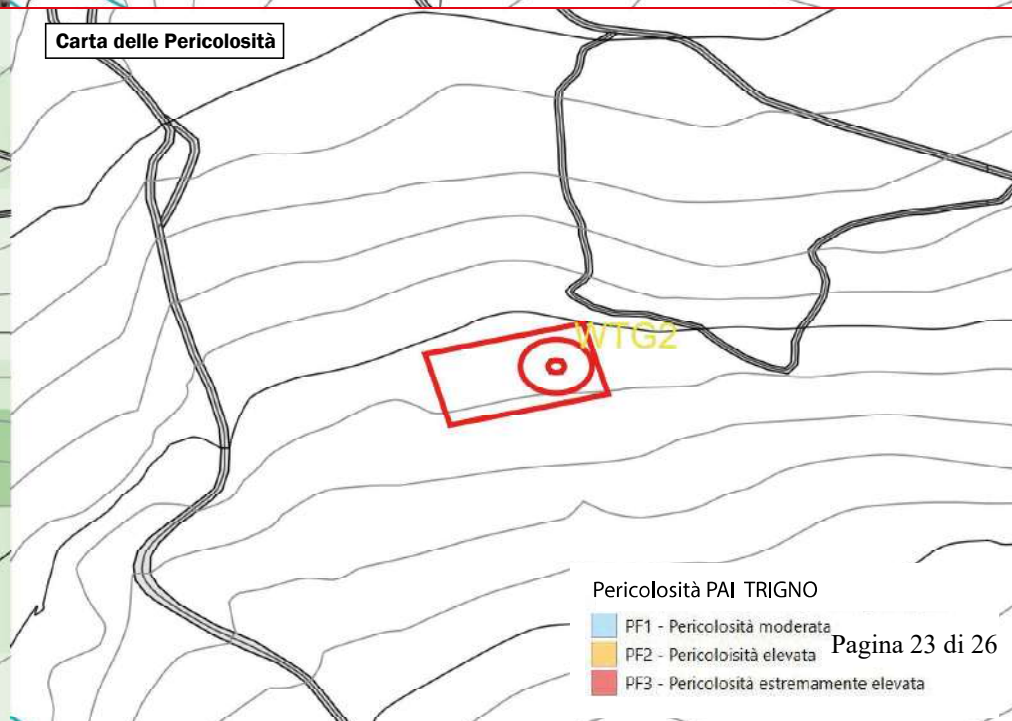 Carta delle Pericolosità
WTG2
Pericolosità PAI TRIGNO
PF1 - Pericolosità moderata
Pagina 23 di 26
PF2 - Pericoloisità elevata
PF3 - Pericolosità estremamente elevata